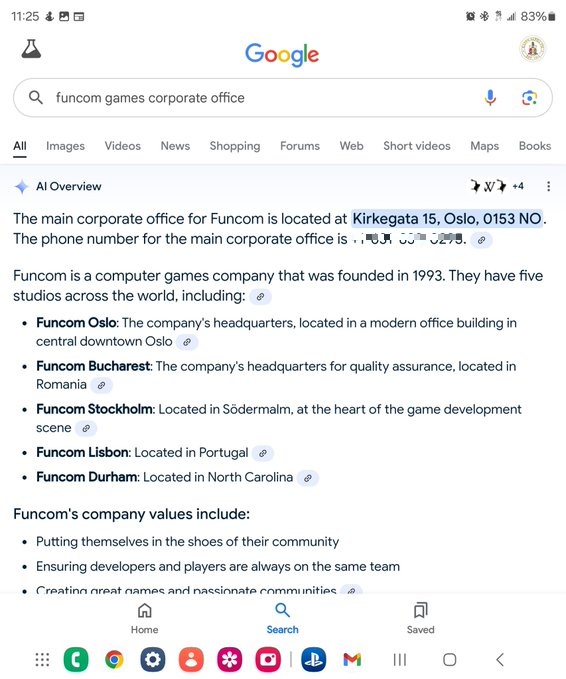 11:25
83%
Google
funcom games corporate office
All Images Videos News Shopping Forums Web Short videos Maps Books
AI Overview
W
+4
The main corporate office for Funcom is located at Kirkegata 15, Oslo, 0153 NO.
The phone number for the main corporate office is
Funcom is a computer games company that was founded in 1993. They have five
studios across the world, including:
• Funcom Oslo: The company's headquarters, located in a modern office building in
central downtown Oslo
• Funcom Bucharest: The company's headquarters for quality assurance, located in
Romania
• Funcom Stockholm: Located in Södermalm, at the heart of the game development
scene
• Funcom Lisbon: Located in Portugal
• Funcom Durham: Located in North Carolina
Funcom's company values include:
• Putting themselves in the shoes of their community
• Ensuring developers and players are always on the same team
• Creating great games and passionate communities
Home Search Saved